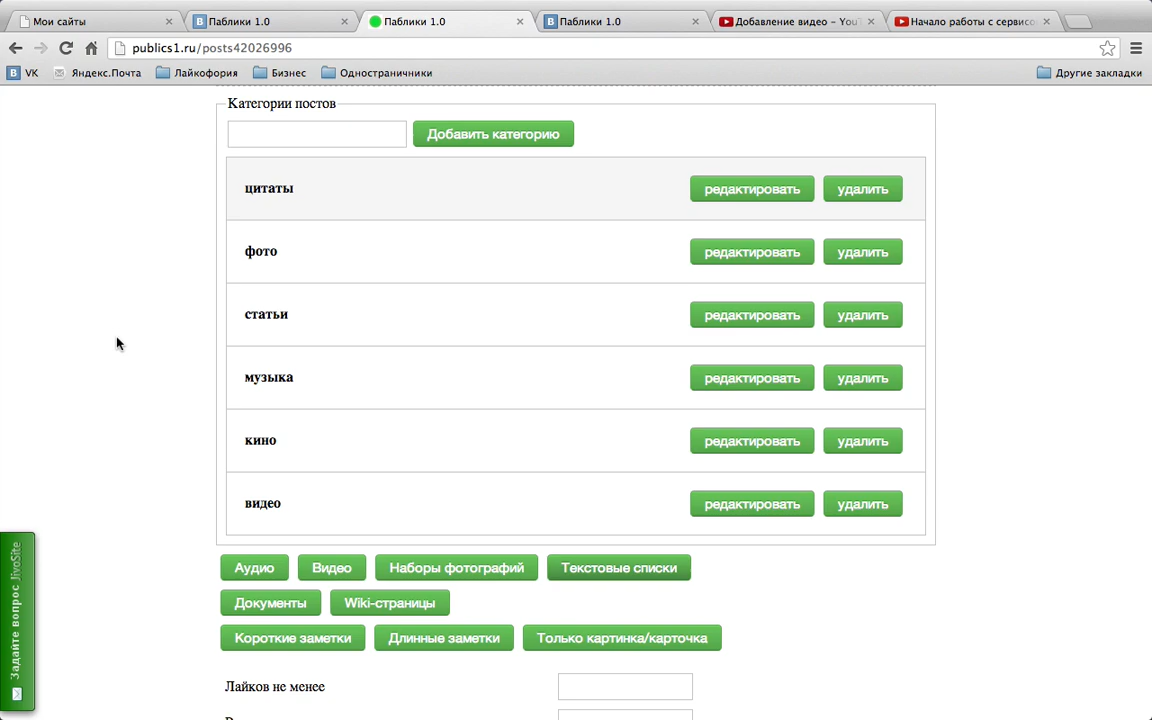 Мои сайты
Паблики 1.0
Паблики 1.0
Паблики 1.0
Добавление видео – YouT
Начало работы с сервисо
publics1.ru/posts42026996
VK
Яндекс.Почта
Лайкофория
Бизнес
Одностраничники
Другие закладки
Категории постов
Добавить категорию
цитаты редактировать удалить
фото редактировать удалить
статьи редактировать удалить
музыка редактировать удалить
кино редактировать удалить
видео редактировать удалить
Аудио Видео Наборы фотографий Текстовые списки
Документы Wiki-страницы
Короткие заметки Длинные заметки Только картинка/карточка
Лайков не менее
Задайте вопрос JivoSite